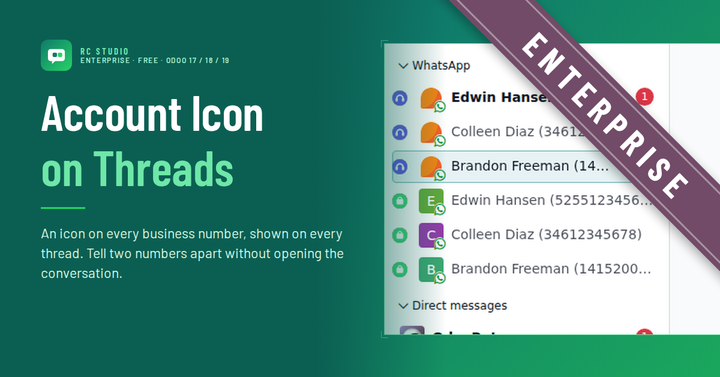 RC STUDIO
ENTERPRISE · FREE · ODOO 17 / 18 / 19
Account Icon
on Threads
An icon on every business number, shown on every
thread. Tell two numbers apart without opening the
conversation.
WhatsApp
Edwin Hanse
1
Colleen Diaz (34612
Brandon Freeman (14...
E
Edwin Hansen (5255123456...
C
Colleen Diaz (34612345678)
B
Brandon Freeman (1415200...
Direct messages
ENTERPRISE